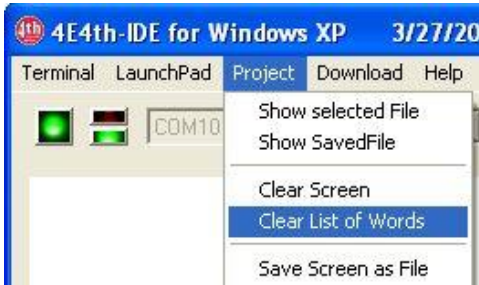 4th 4E4th-IDE for Windows XP 3/27/20
Terminal LaunchPad Project Download Help
COM10
Show selected File
Show SavedFile
Clear Screen
Clear List of Words
Save Screen as File